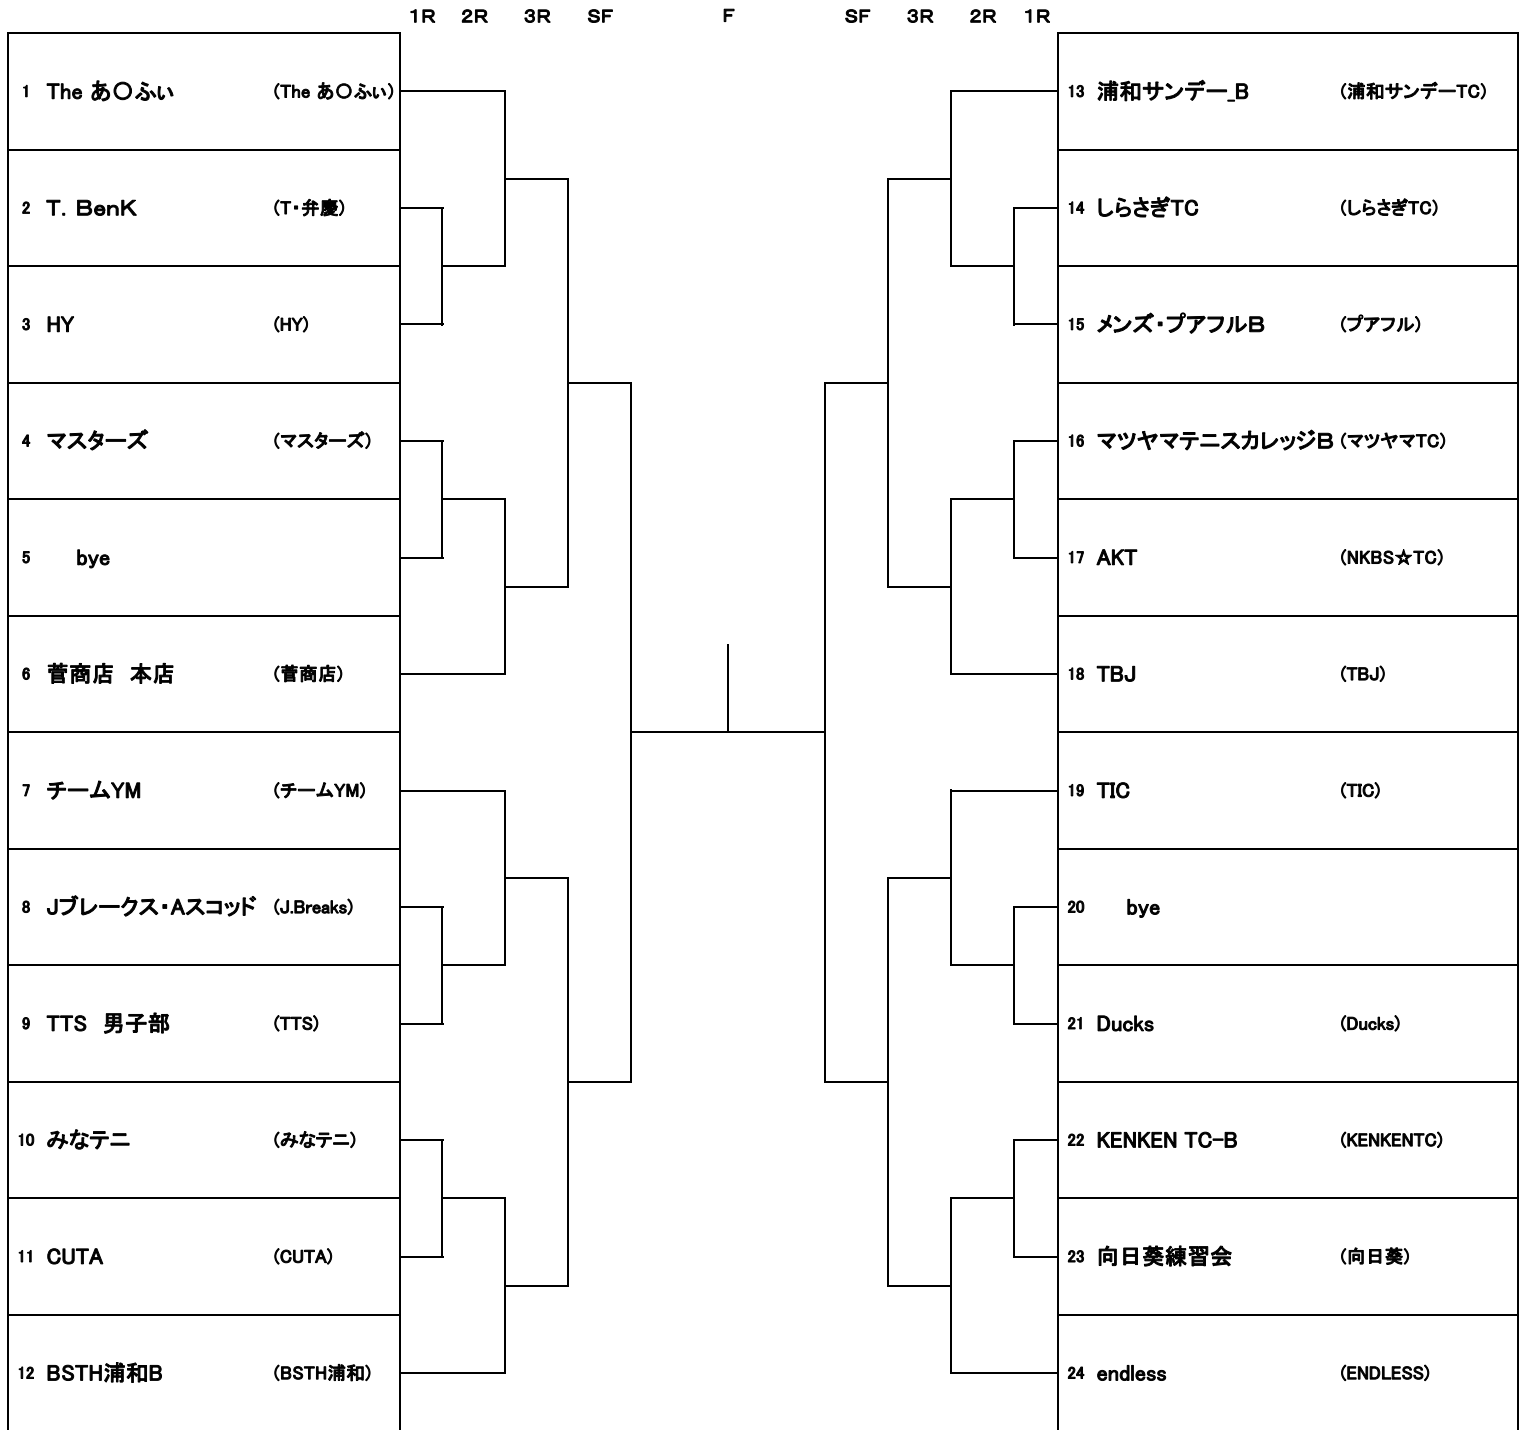 1R 2R 3R SF F SF 3R 2R 1R
1 The あ〇ふぃ (The あ〇ふぃ) 13 浦和サンデー_B (浦和サンデーTC)
2 T. BenK (T・弁慶) 14 しらさぎTC (しらさぎTC)
3 HY (HY) 15 メンズ・プアフルB (プアフル)
4 マスターズ (マスターズ) 16 マツヤマテニスカレッジB (マツヤマTC)
5 bye 17 AKT (NKBS☆TC)
6 菅商店 本店 (菅商店) 18 TBJ (TBJ)
7 チームYM (チームYM) 19 TIC (TIC)
8 Jブレークス・Aスコッド (J.Breaks) 20 bye
9 TTS 男子部 (TTS) 21 Ducks (Ducks)
10 みなテニ (みなテニ) 22 KENKEN TC-B (KENKENTC)
11 CUTA (CUTA) 23 向日葵練習会 (向日葵)
12 BSTH浦和B (BSTH浦和) 24 endless (ENDLESS)